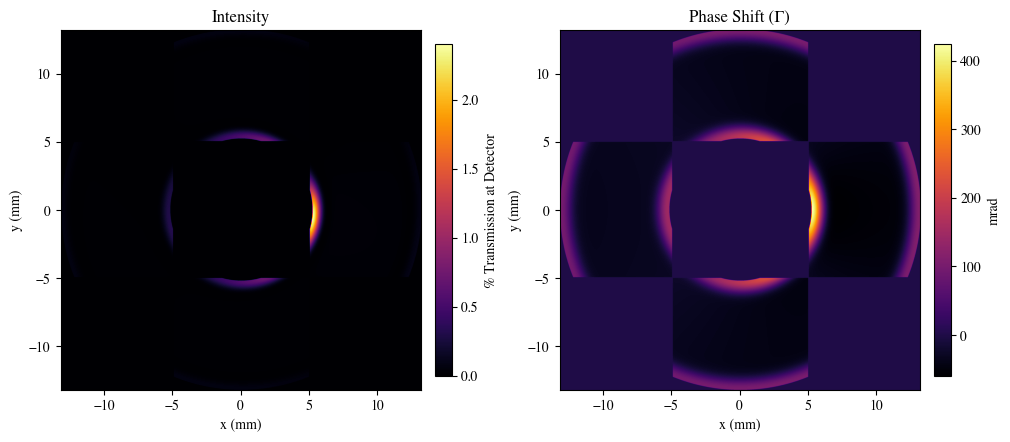 Intensity
10
5
0
−5
−10
y (mm)
−10 −5 0 5 10
x (mm)
2.0
1.5
1.0
0.5
0.0
% Transmission at Detector
Phase Shift (Γ)
10
5
0
−5
−10
y (mm)
−10 −5 0 5 10
x (mm)
400
300
200
100
0
mrad